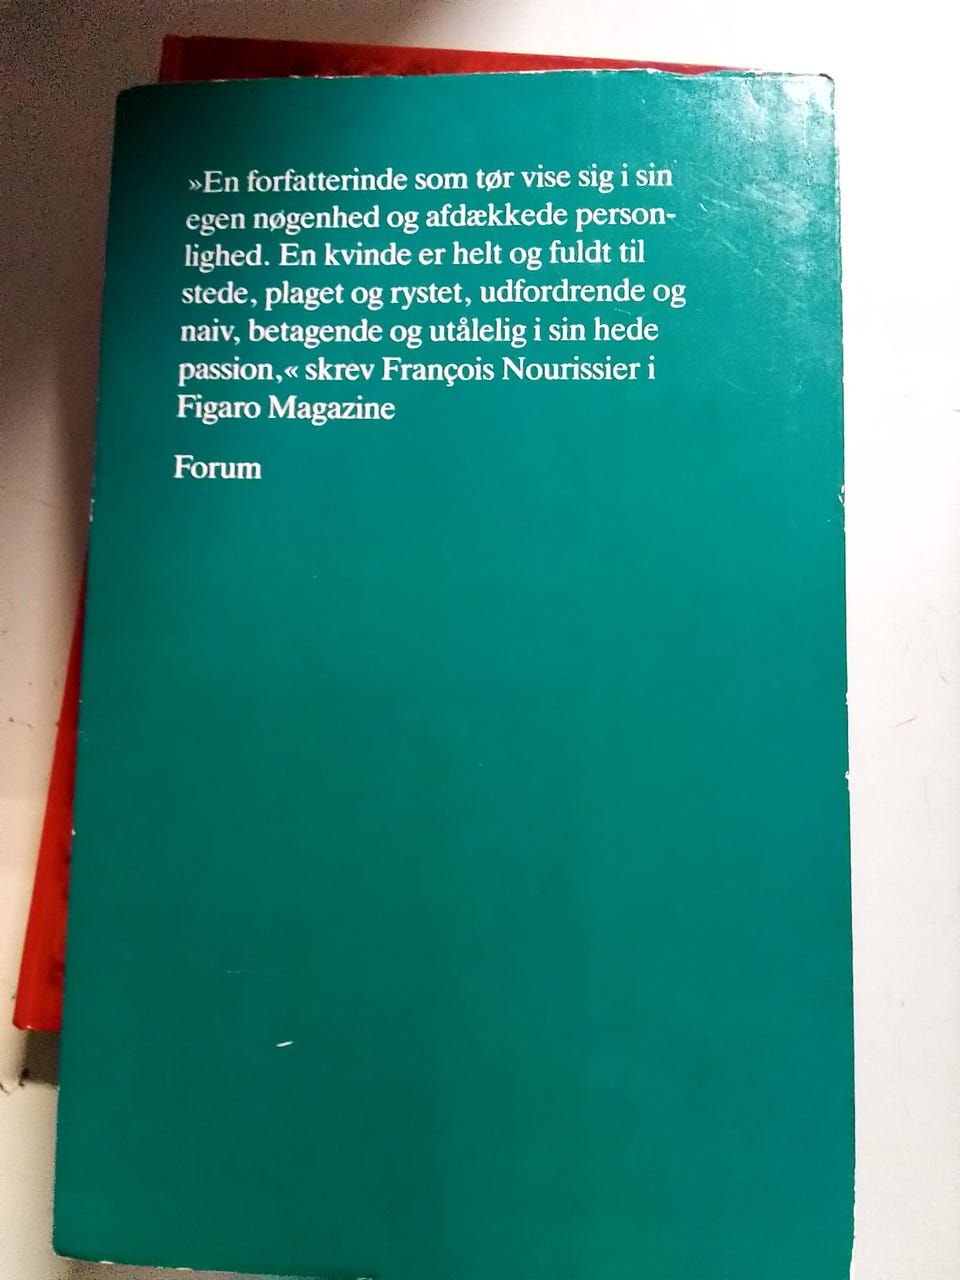 »En forfatterinde som tør vise sig i sin
egen nøgenhed og afdækkede person-
lighed. En kvinde er helt og fuldt til
stede, plaget og rystet, udfordrende og
naiv, betagende og utålelig i sin hede
passion,« skrev François Nourissier i
Figaro Magazine
Forum